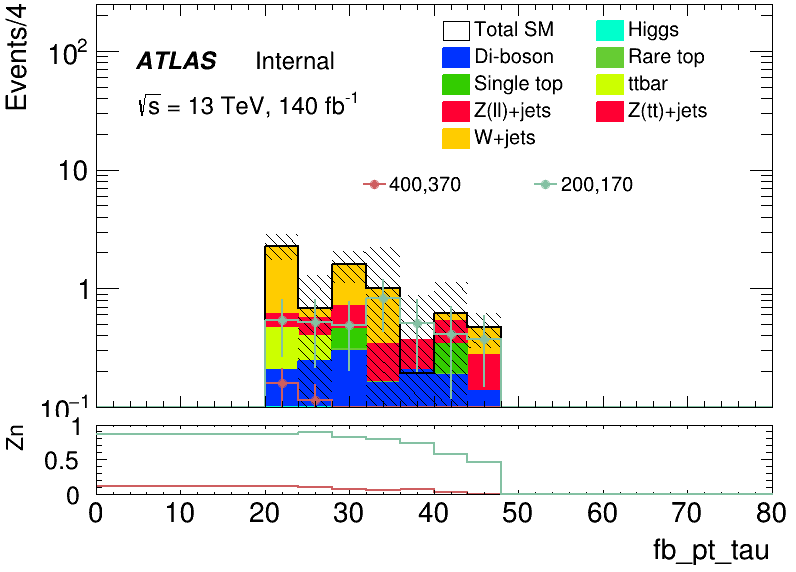 Events/4
10²
10
1
10⁻¹
ATLAS Internal
√s = 13 TeV, 140 fb⁻¹
Total SM Higgs
Di-boson Rare top
Single top ttbar
Z(ll)+jets Z(tt)+jets
W+jets
400,370 200,170
Zn
1
0.5
0
0 10 20 30 40 50 60 70 80
fb_pt_tau